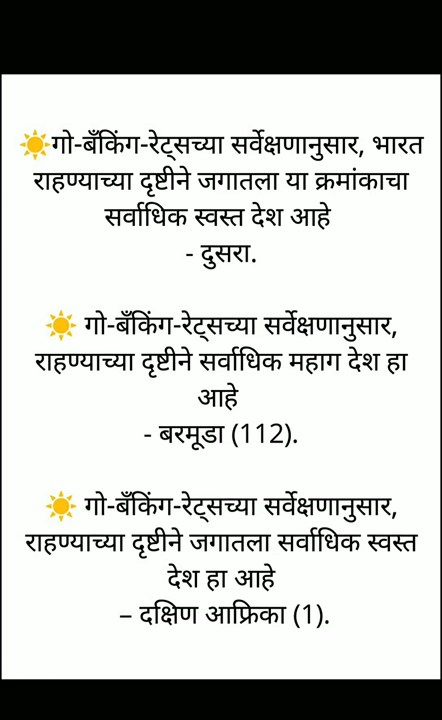 ☀️गो-बँकिंग-रेट्सच्या सर्वेक्षणानुसार, भारत
राहण्याच्या दृष्टीने जगातला या क्रमांकाचा
सर्वाधिक स्वस्त देश आहे
- दुसरा.
☀️ गो-बँकिंग-रेट्सच्या सर्वेक्षणानुसार,
राहण्याच्या दृष्टीने सर्वाधिक महाग देश हा
आहे
- बरमूडा (112).
☀️ गो-बँकिंग-रेट्सच्या सर्वेक्षणानुसार,
राहण्याच्या दृष्टीने जगातला सर्वाधिक स्वस्त
देश हा आहे
– दक्षिण आफ्रिका (1).